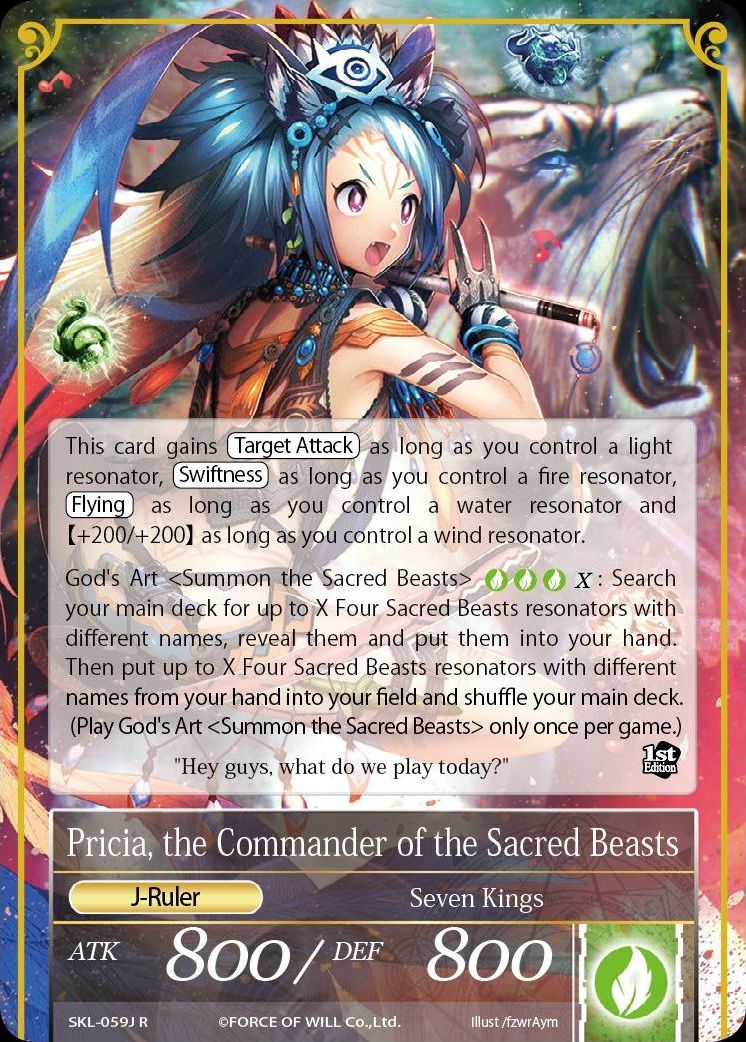 This card gains Target Attack as long as you control a light
resonator, Swiftness as long as you control a fire resonator,
Flying as long as you control a water resonator and
【+200/+200】 as long as you control a wind resonator.
God's Art <Summon the Sacred Beasts> X : Search
your main deck for up to X Four Sacred Beasts resonators with
different names, reveal them and put them into your hand.
Then put up to X Four Sacred Beasts resonators with different
names from your hand into your field and shuffle your main deck.
(Play God's Art <Summon the Sacred Beasts> only once per game.)
"Hey guys, what do we play today?"
1st
Edition
Pricia, the Commander of the Sacred Beasts
J-Ruler Seven Kings
ATK 800 / DEF 800
SKL-059J R ©FORCE OF WILL Co.,Ltd. Illust /fzwrAym